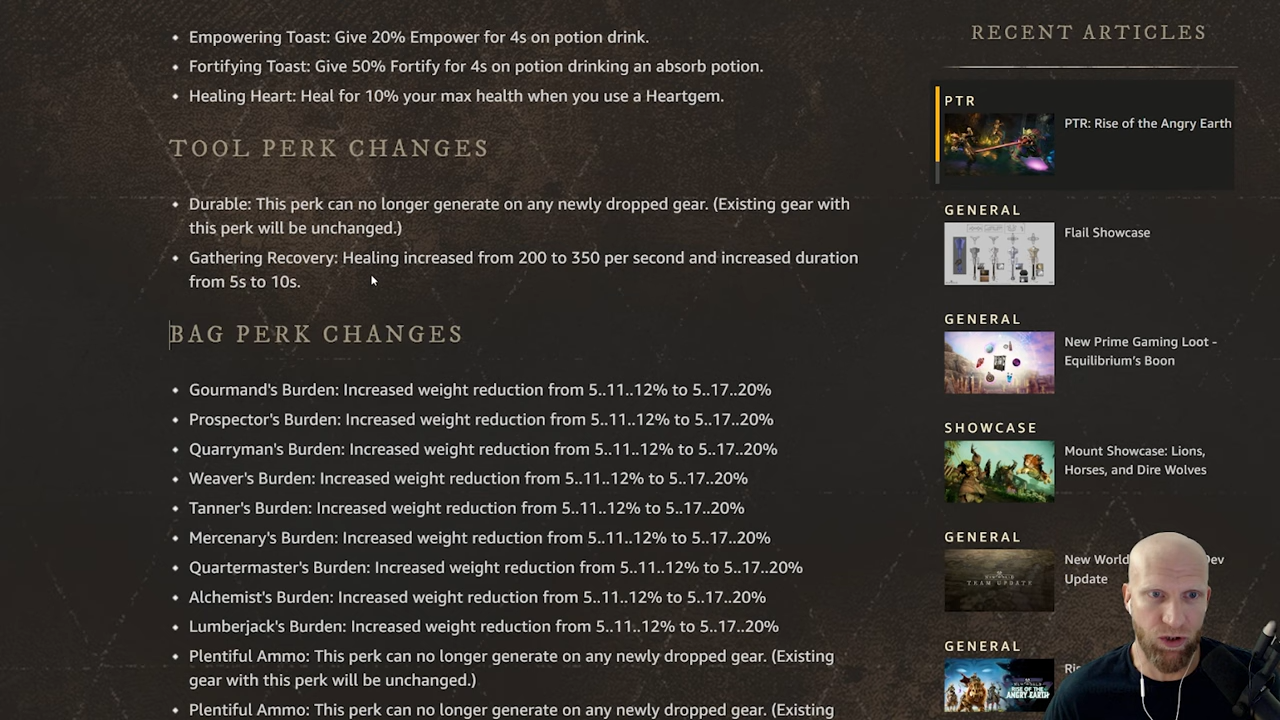 Empowering Toast: Give 20% Empower for 4s on potion drink.
Fortifying Toast: Give 50% Fortify for 4s on potion drinking an absorb potion.
Healing Heart: Heal for 10% your max health when you use a Heartgem.
TOOL PERK CHANGES
Durable: This perk can no longer generate on any newly dropped gear. (Existing gear with
this perk will be unchanged.)
Gathering Recovery: Healing increased from 200 to 350 per second and increased duration
from 5s to 10s.
BAG PERK CHANGES
Gourmand's Burden: Increased weight reduction from 5..11..12% to 5..17..20%
Prospector's Burden: Increased weight reduction from 5..11..12% to 5..17..20%
Quarryman's Burden: Increased weight reduction from 5..11..12% to 5..17..20%
Weaver's Burden: Increased weight reduction from 5..11..12% to 5..17..20%
Tanner's Burden: Increased weight reduction from 5..11..12% to 5..17..20%
Mercenary's Burden: Increased weight reduction from 5..11..12% to 5..17..20%
Quartermaster's Burden: Increased weight reduction from 5..11..12% to 5..17..20%
Alchemist's Burden: Increased weight reduction from 5..11..12% to 5..17..20%
Lumberjack's Burden: Increased weight reduction from 5..11..12% to 5..17..20%
Plentiful Ammo: This perk can no longer generate on any newly dropped gear. (Existing
gear with this perk will be unchanged.)
Plentiful Ammo: This perk can no longer generate on any newly dropped gear. (Existing
RECENT ARTICLES
PTR
PTR: Rise of the Angry Earth
GENERAL
Flail Showcase
GENERAL
New Prime Gaming Loot -
Equilibrium's Boon
SHOWCASE
Mount Showcase: Lions,
Horses, and Dire Wolves
GENERAL
TEAM UPDATE
New World Dev
Update
GENERAL
RISE OF THE
ANGRY EARTH